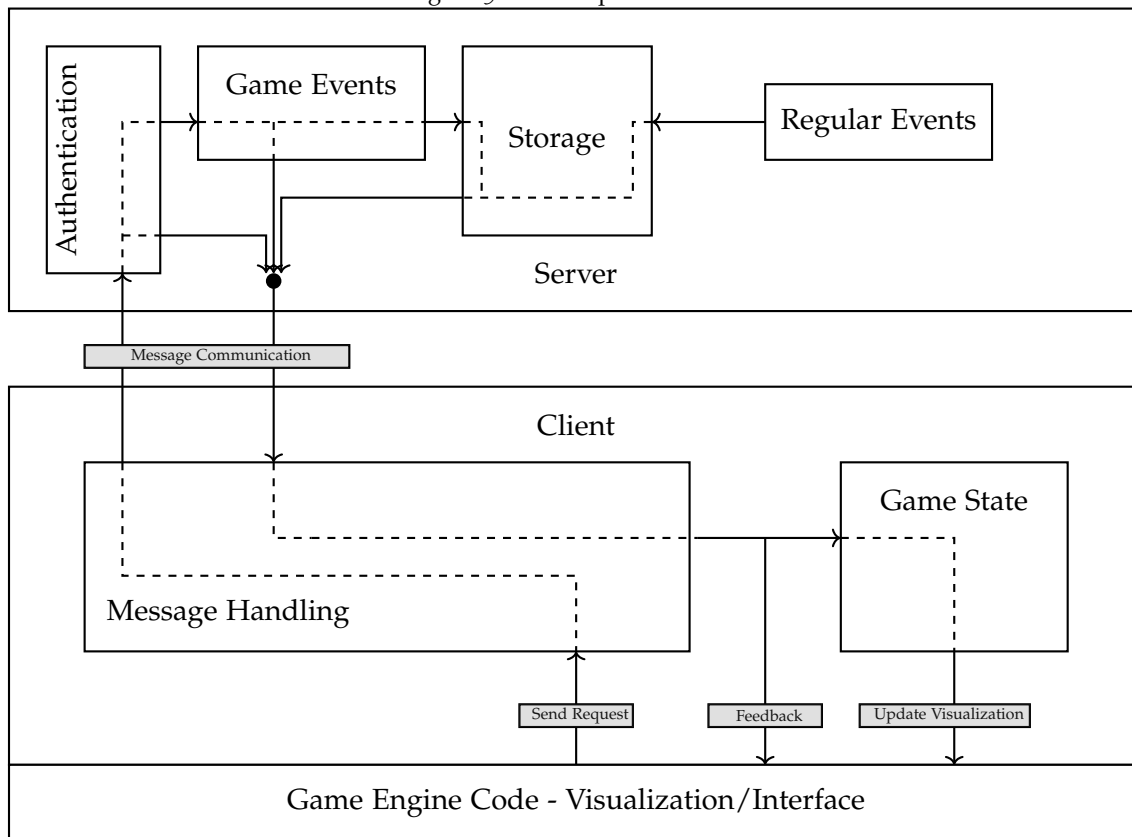 Game Events
Authentication
Storage
Regular Events
Server
Message Communication
Client
Game State
Message Handling
Send Request
Feedback
Update Visualization
Game Engine Code - Visualization/Interface